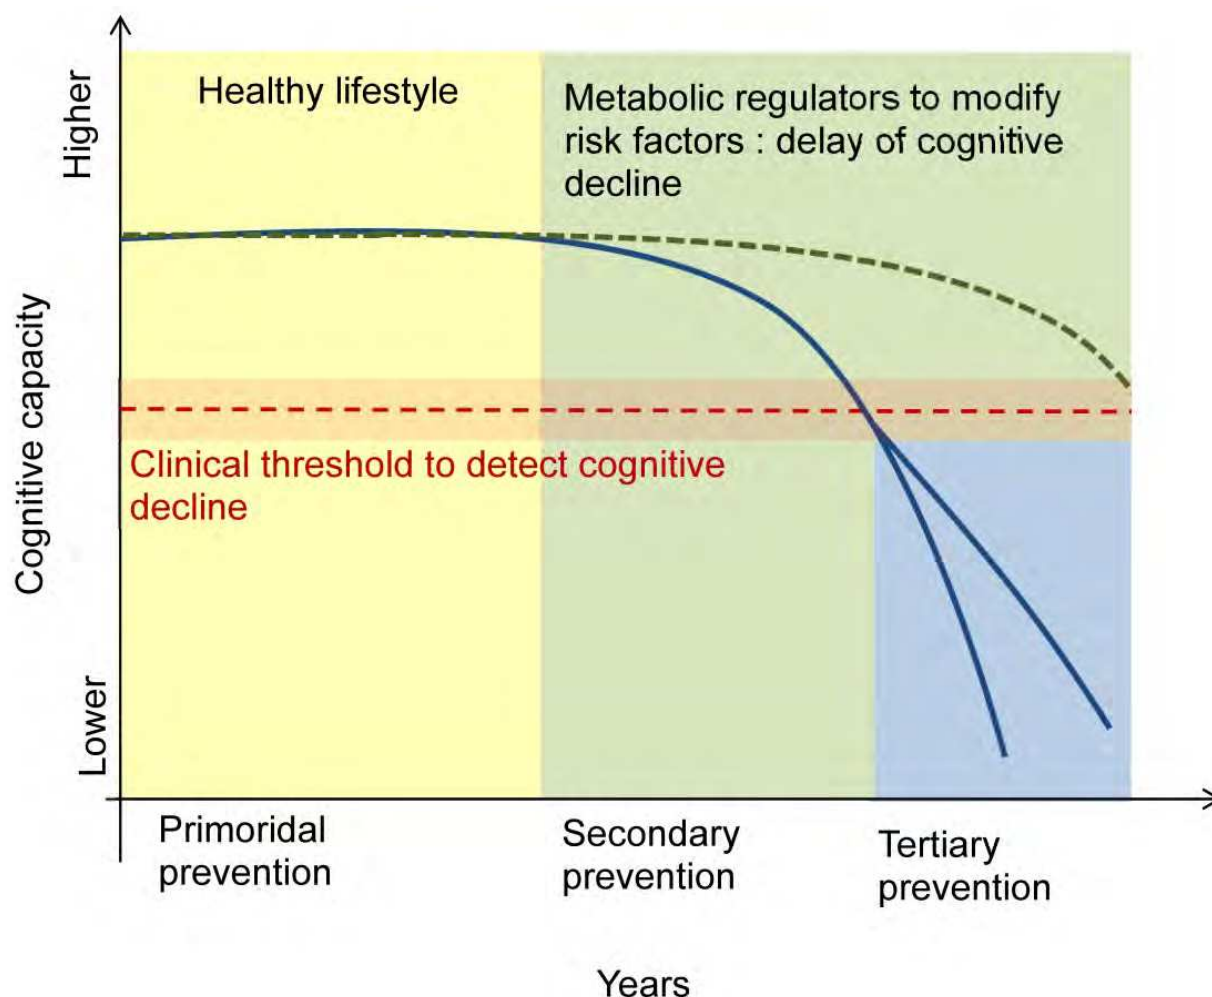 Higher
Healthy lifestyle
Metabolic regulators to modify
risk factors : delay of cognitive
decline
Cognitive capacity
Clinical threshold to detect cognitive
decline
Lower
Primoridal
prevention
Secondary
prevention
Tertiary
prevention
Years